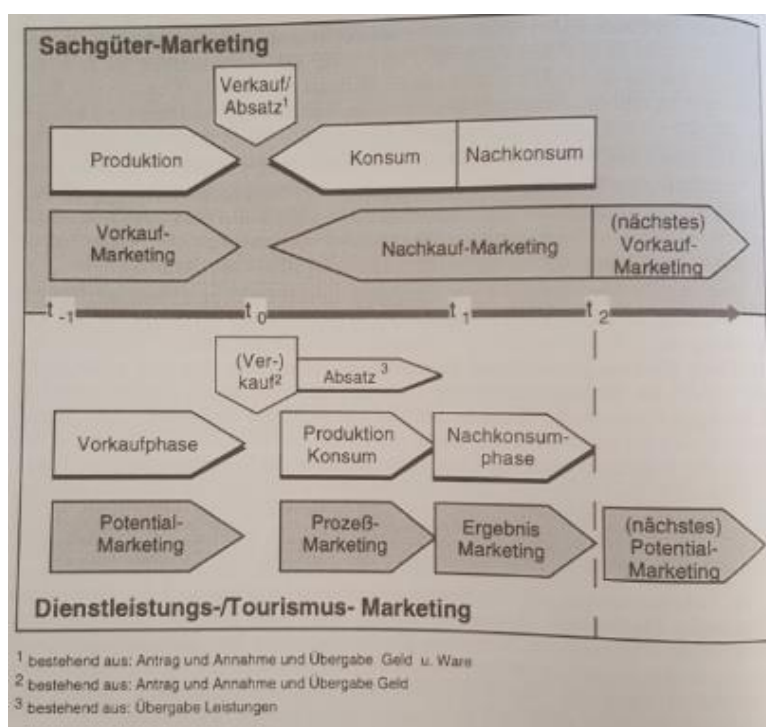 Sachgüter-Marketing
Verkauf/
Absatz¹
Produktion
Konsum
Nachkonsum
Vorkauf-
Marketing
Nachkauf-Marketing
(nächstes)
Vorkauf-
Marketing
t-1
t0
t1
t2
(Ver-)
kauf²
Absatz³
Vorkaufphase
Produktion
Konsum
Nachkonsum-
phase
Potential-
Marketing
Prozeß-
Marketing
Ergebnis
Marketing
(nächstes)
Potential-
Marketing
Dienstleistungs-/Tourismus- Marketing
¹ bestehend aus: Antrag und Annahme und Übergabe Geld u. Ware
² bestehend aus: Antrag und Annahme und Übergabe Geld
³ bestehend aus: Übergabe Leistungen